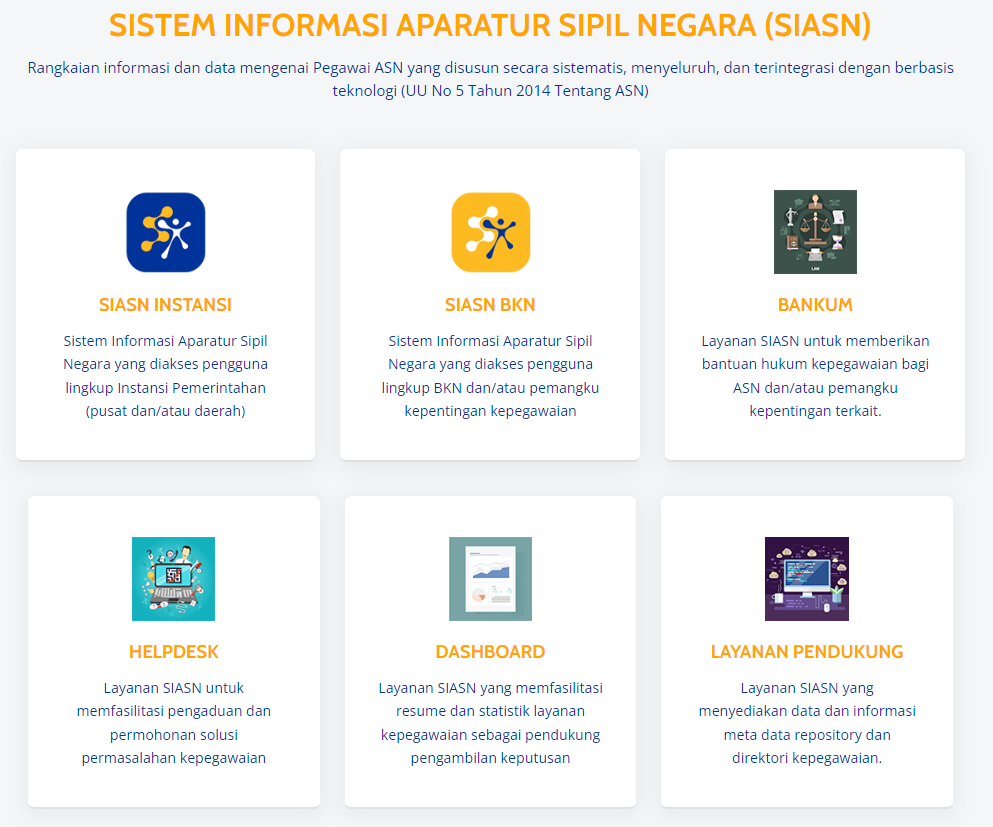 SISTEM INFORMASI APARATUR SIPIL NEGARA (SIASN)
Rangkaian informasi dan data mengenai Pegawai ASN yang disusun secara sistematis, menyeluruh, dan terintegrasi dengan berbasis
teknologi (UU No 5 Tahun 2014 Tentang ASN)
SIASN INSTANSI
Sistem Informasi Aparatur Sipil
Negara yang diakses pengguna
lingkup Instansi Pemerintahan
(pusat dan/atau daerah)
SIASN BKN
Sistem Informasi Aparatur Sipil
Negara yang diakses pengguna
lingkup BKN dan/atau pemangku
kepentingan kepegawaian
LAW
BANKUM
Layanan SIASN untuk memberikan
bantuan hukum kepegawaian bagi
ASN dan/atau pemangku
kepentingan terkait.
HELPDESK
Layanan SIASN untuk
memfasilitasi pengaduan dan
permohonan solusi
permasalahan kepegawaian
DASHBOARD
Layanan SIASN yang memfasilitasi
resume dan statistik layanan
kepegawaian sebagai pendukung
pengambilan keputusan
LAYANAN PENDUKUNG
Layanan SIASN yang
menyediakan data dan informasi
meta data repository dan
direktori kepegawaian.